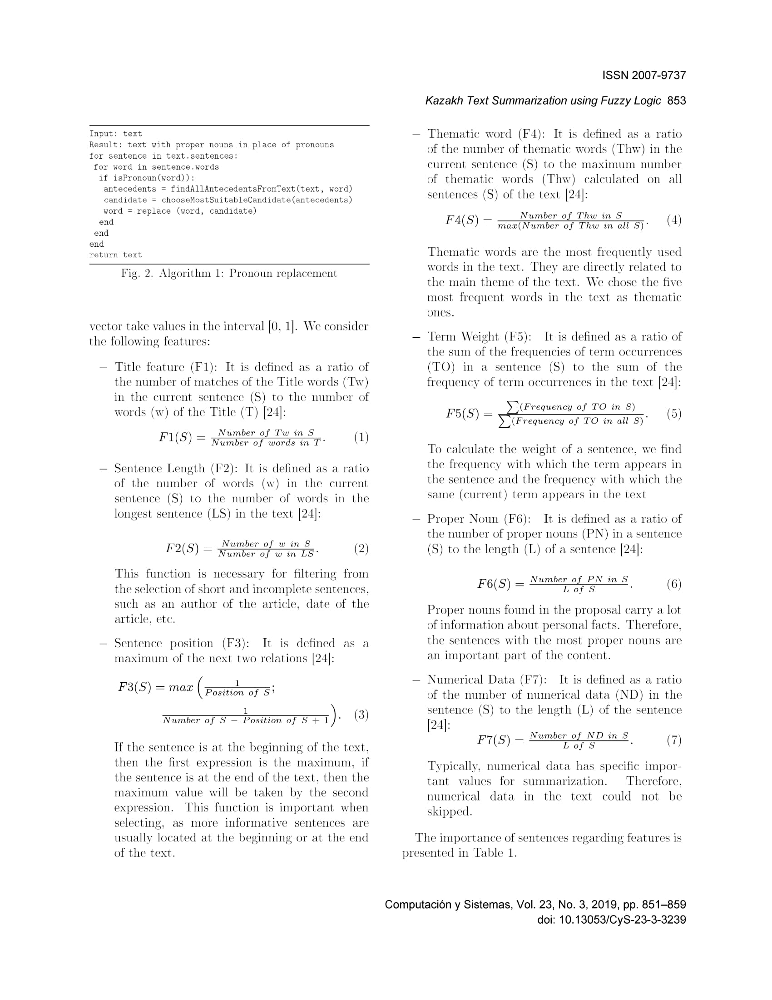 ISSN 2007-9737
Kazakh Text Summarization using Fuzzy Logic 853
Input: text
Result: text with proper nouns in place of pronouns
for sentence in text.sentences:
for word in sentence.words
if isPronoun(word)):
antecedents = findAllAntecedentsFromText(text, word)
candidate = chooseMostSuitableCandidate(antecedents)
word = replace (word, candidate)
end
end
end
return text
Fig. 2. Algorithm 1: Pronoun replacement
vector take values in the interval [0, 1]. We consider
the following features:
– Title feature (F1): It is defined as a ratio of
the number of matches of the Title words (Tw)
in the current sentence (S) to the number of
words (w) of the Title (T) [24]:
F1(S) = Number of Tw in S / Number of words in T. (1)
– Sentence Length (F2): It is defined as a ratio
of the number of words (w) in the current
sentence (S) to the number of words in the
longest sentence (LS) in the text [24]:
F2(S) = Number of w in S / Number of w in LS. (2)
This function is necessary for filtering from
the selection of short and incomplete sentences,
such as an author of the article, date of the
article, etc.
– Sentence position (F3): It is defined as a
maximum of the next two relations [24]:
F3(S) = max ( 1 / Position of S ;
1 / Number of S − Position of S + 1 ). (3)
If the sentence is at the beginning of the text,
then the first expression is the maximum, if
the sentence is at the end of the text, then the
maximum value will be taken by the second
expression. This function is important when
selecting, as more informative sentences are
usually located at the beginning or at the end
of the text.
– Thematic word (F4): It is defined as a ratio
of the number of thematic words (Thw) in the
current sentence (S) to the maximum number
of thematic words (Thw) calculated on all
sentences (S) of the text [24]:
F4(S) = Number of Thw in S / max(Number of Thw in all S). (4)
Thematic words are the most frequently used
words in the text. They are directly related to
the main theme of the text. We chose the five
most frequent words in the text as thematic
ones.
– Term Weight (F5): It is defined as a ratio of
the sum of the frequencies of term occurrences
(TO) in a sentence (S) to the sum of the
frequency of term occurrences in the text [24]:
F5(S) = ∑(Frequency of TO in S) / ∑(Frequency of TO in all S). (5)
To calculate the weight of a sentence, we find
the frequency with which the term appears in
the sentence and the frequency with which the
same (current) term appears in the text
– Proper Noun (F6): It is defined as a ratio of
the number of proper nouns (PN) in a sentence
(S) to the length (L) of a sentence [24]:
F6(S) = Number of PN in S / L of S. (6)
Proper nouns found in the proposal carry a lot
of information about personal facts. Therefore,
the sentences with the most proper nouns are
an important part of the content.
– Numerical Data (F7): It is defined as a ratio
of the number of numerical data (ND) in the
sentence (S) to the length (L) of the sentence
[24]:
F7(S) = Number of ND in S / L of S. (7)
Typically, numerical data has specific impor-
tant values for summarization. Therefore,
numerical data in the text could not be
skipped.
The importance of sentences regarding features is
presented in Table 1.
Computación y Sistemas, Vol. 23, No. 3, 2019, pp. 851–859
doi: 10.13053/CyS-23-3-3239